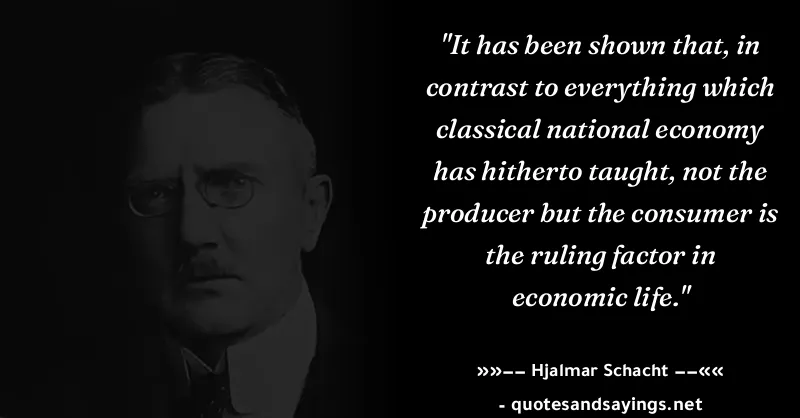 "It has been shown that, in
contrast to everything which
classical national economy
has hitherto taught, not the
producer but the consumer is
the ruling factor in
economic life."
»»−− Hjalmar Schacht −−««
- quotesandsayings.net